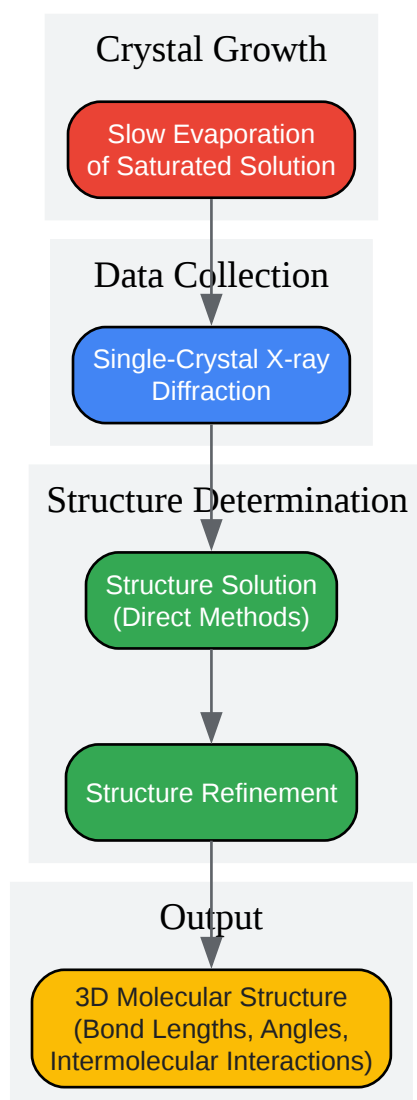 Crystal Growth
Slow Evaporation
of Saturated Solution
Data Collection
Single-Crystal X-ray
Diffraction
Structure Determination
Structure Solution
(Direct Methods)
Structure Refinement
Output
3D Molecular Structure
(Bond Lengths, Angles,
Intermolecular Interactions)